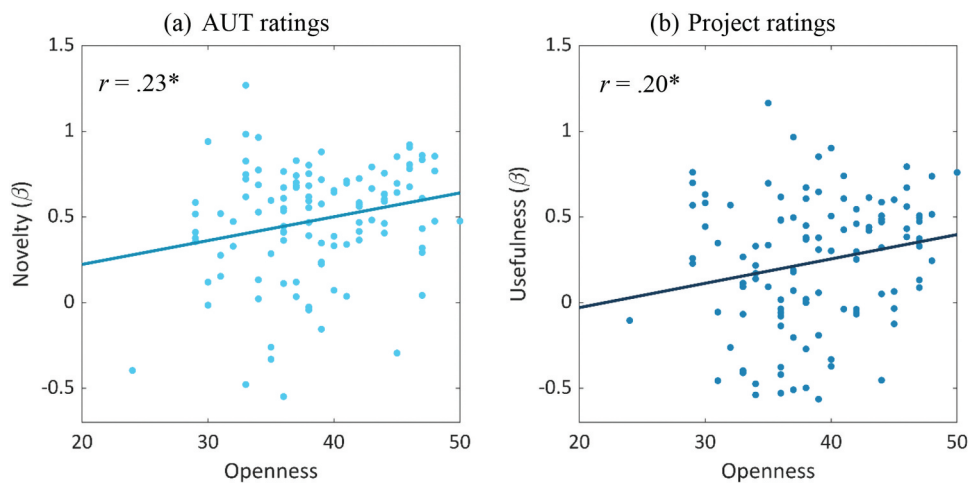 (a) AUT ratings
1.5
1
0.5
0
-0.5
20
30
40
50
r = .23*
Novelty (β)
Openness
(b) Project ratings
1.5
1
0.5
0
-0.5
20
30
40
50
r = .20*
Usefulness (β)
Openness